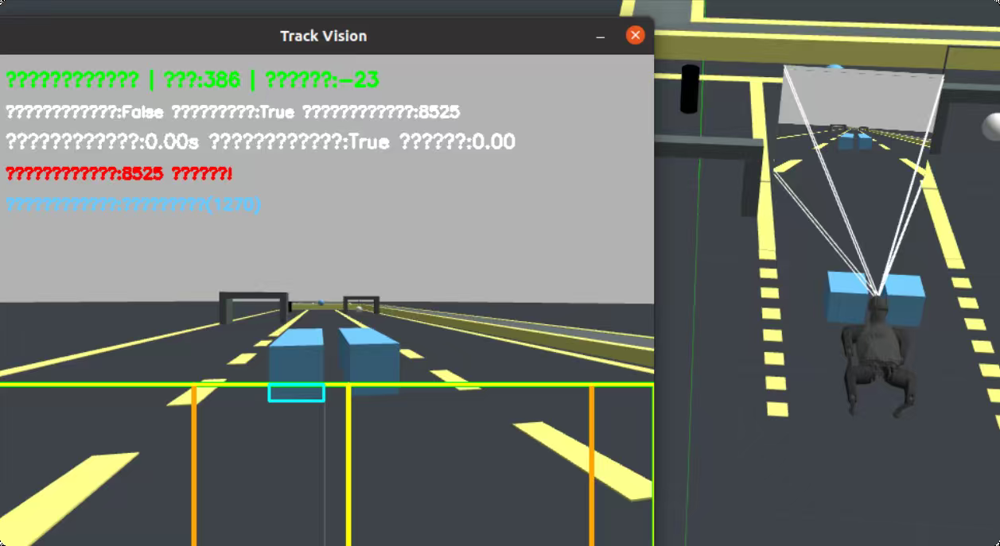 Track Vision
???????????? | ???:386 | ??????:-23
????????????:False ?????????:True ????????????:8525
????????????:0.00s ????????????:True ??????:0.00
????????????:8525 ??????!
????????????:?????????(1270)